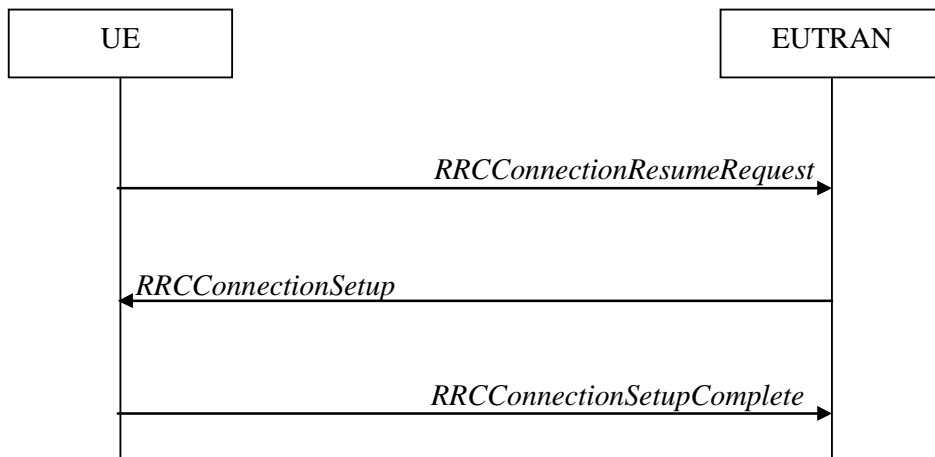 UE
EUTRAN
RRCConnectionResumeRequest
RRCConnectionSetup
RRCConnectionSetupComplete